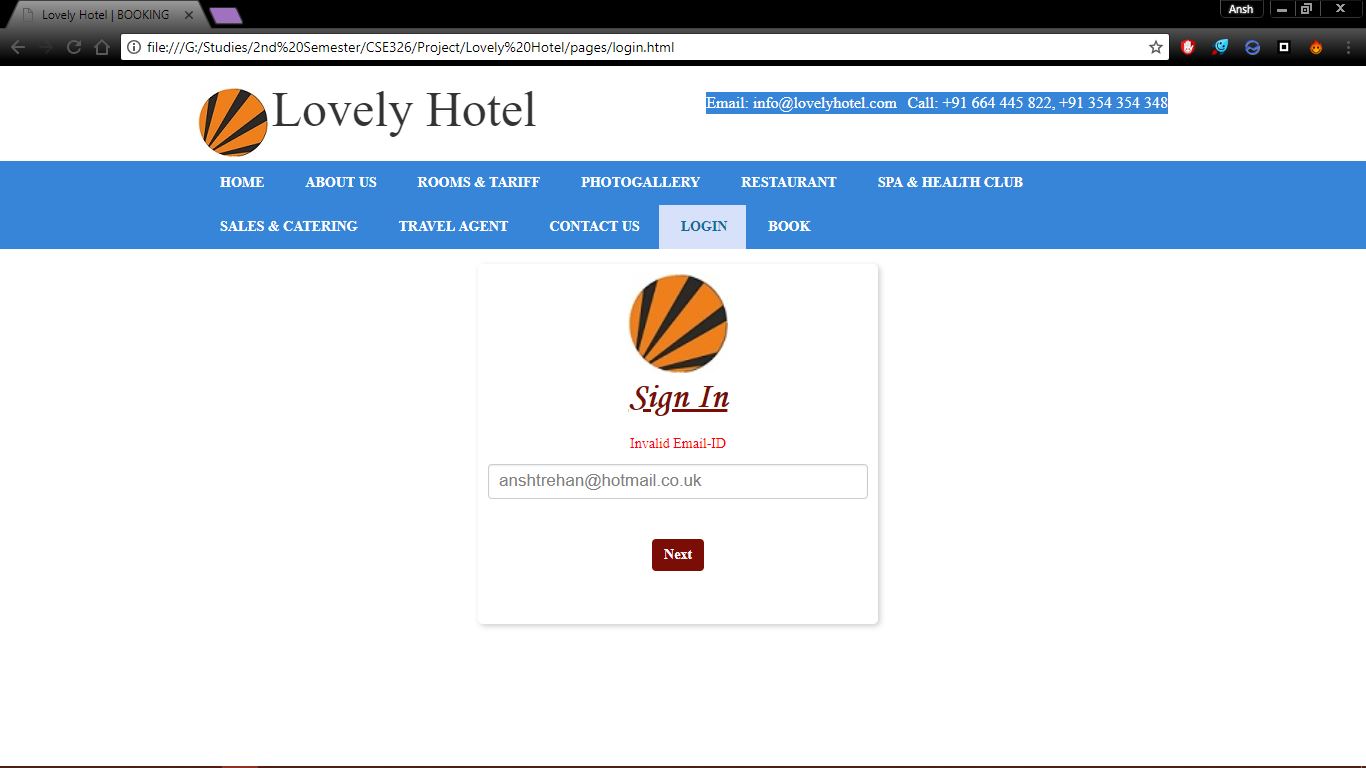 Lovely Hotel | BOOKING
Ansh
file:///G:/Studies/2nd%20Semester/CSE326/Project/Lovely%20Hotel/pages/login.html
Lovely Hotel
Email: info@lovelyhotel.com Call: +91 664 445 822, +91 354 354 348
HOME ABOUT US ROOMS & TARIFF PHOTOGALLERY RESTAURANT SPA & HEALTH CLUB
SALES & CATERING TRAVEL AGENT CONTACT US LOGIN BOOK
Sign In
Invalid Email-ID
anshtrehan@hotmail.co.uk
Next